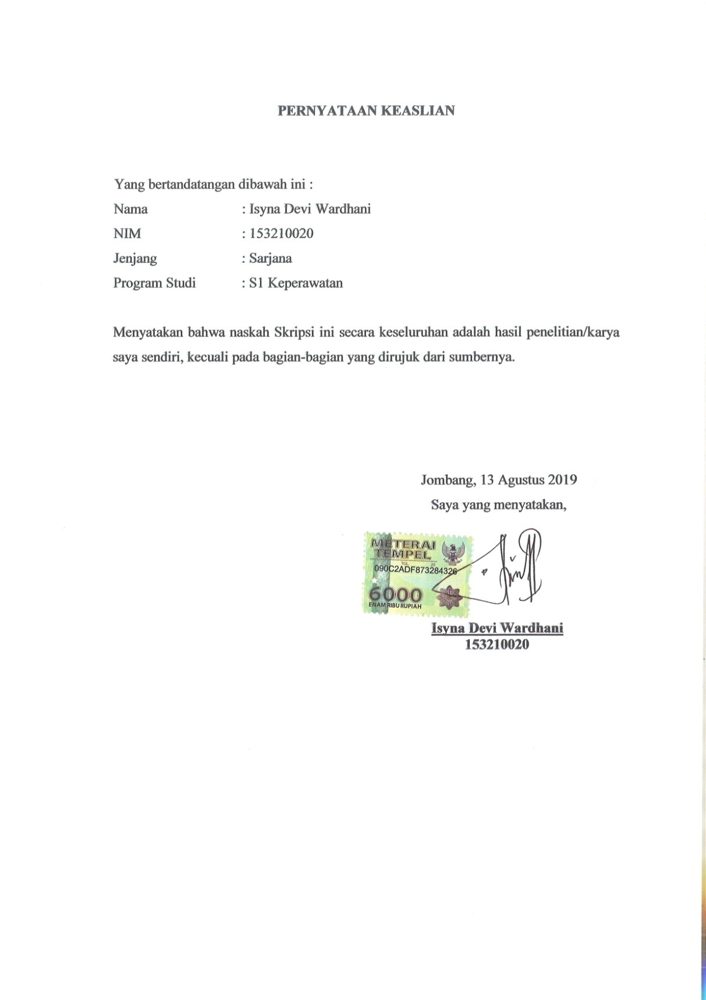 PERNYATAAN KEASLIAN
Yang bertandatangan dibawah ini :
Nama : Isyna Devi Wardhani
NIM : 153210020
Jenjang : Sarjana
Program Studi : S1 Keperawatan
Menyatakan bahwa naskah Skripsi ini secara keseluruhan adalah hasil penelitian/karya
saya sendiri, kecuali pada bagian-bagian yang dirujuk dari sumbernya.
Jombang, 13 Agustus 2019
Saya yang menyatakan,
METERAI
TEMPEL
TGL 20
090C2ADF873284326
6000
ENAM RIBU RUPIAH
Isyna Devi Wardhani
153210020